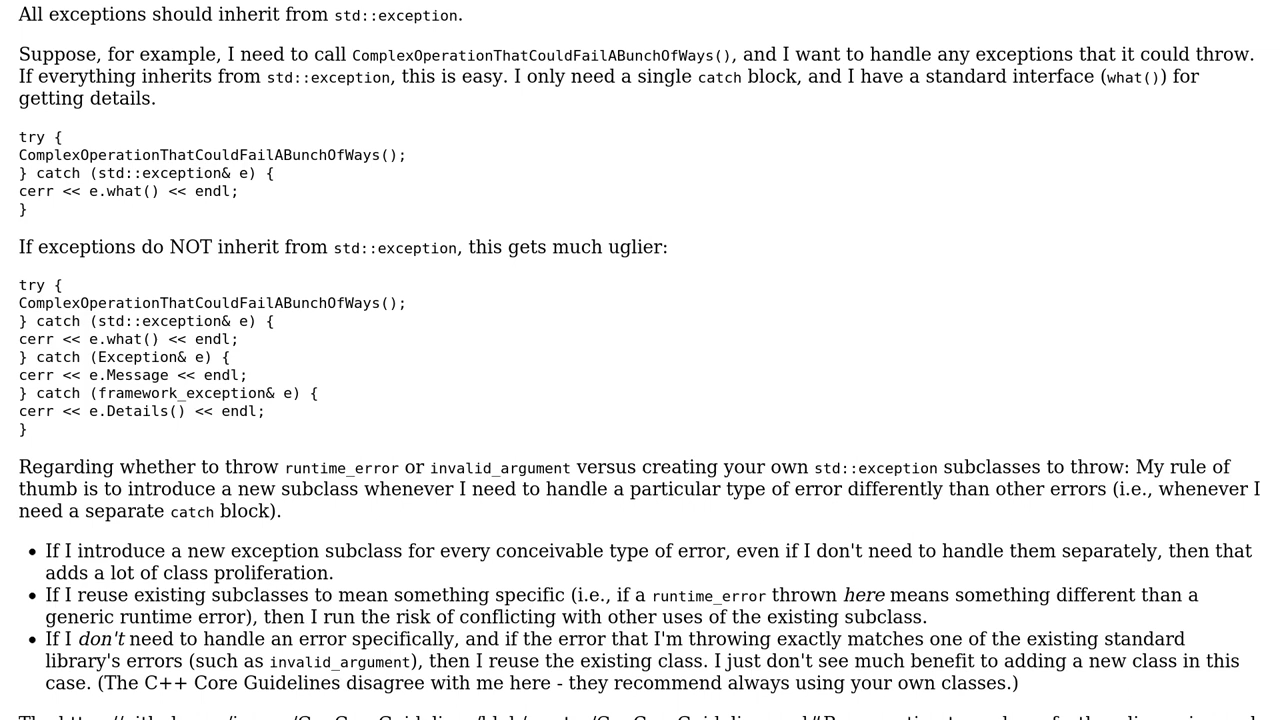 All exceptions should inherit from std::exception.
Suppose, for example, I need to call ComplexOperationThatCouldFailABunchOfWays(), and I want to handle any exceptions that it could throw.
If everything inherits from std::exception, this is easy. I only need a single catch block, and I have a standard interface (what()) for
getting details.
try {
ComplexOperationThatCouldFailABunchOfWays();
} catch (std::exception& e) {
cerr << e.what() << endl;
}
If exceptions do NOT inherit from std::exception, this gets much uglier:
try {
ComplexOperationThatCouldFailABunchOfWays();
} catch (std::exception& e) {
cerr << e.what() << endl;
} catch (Exception& e) {
cerr << e.Message << endl;
} catch (framework_exception& e) {
cerr << e.Details() << endl;
}
Regarding whether to throw runtime_error or invalid_argument versus creating your own std::exception subclasses to throw: My rule of
thumb is to introduce a new subclass whenever I need to handle a particular type of error differently than other errors (i.e., whenever I
need a separate catch block).
• If I introduce a new exception subclass for every conceivable type of error, even if I don't need to handle them separately, then that
adds a lot of class proliferation.
• If I reuse existing subclasses to mean something specific (i.e., if a runtime_error thrown here means something different than a
generic runtime error), then I run the risk of conflicting with other uses of the existing subclass.
• If I don't need to handle an error specifically, and if the error that I'm throwing exactly matches one of the existing standard
library's errors (such as invalid_argument), then I reuse the existing class. I just don't see much benefit to adding a new class in this
case. (The C++ Core Guidelines disagree with me here - they recommend always using your own classes.)